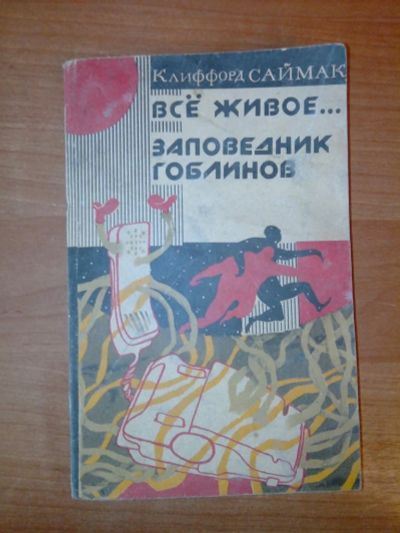 Клиффорд САЙМАК
ВСЁ ЖИВОЕ...
ЗАПОВЕДНИК
ГОБЛИНОВ